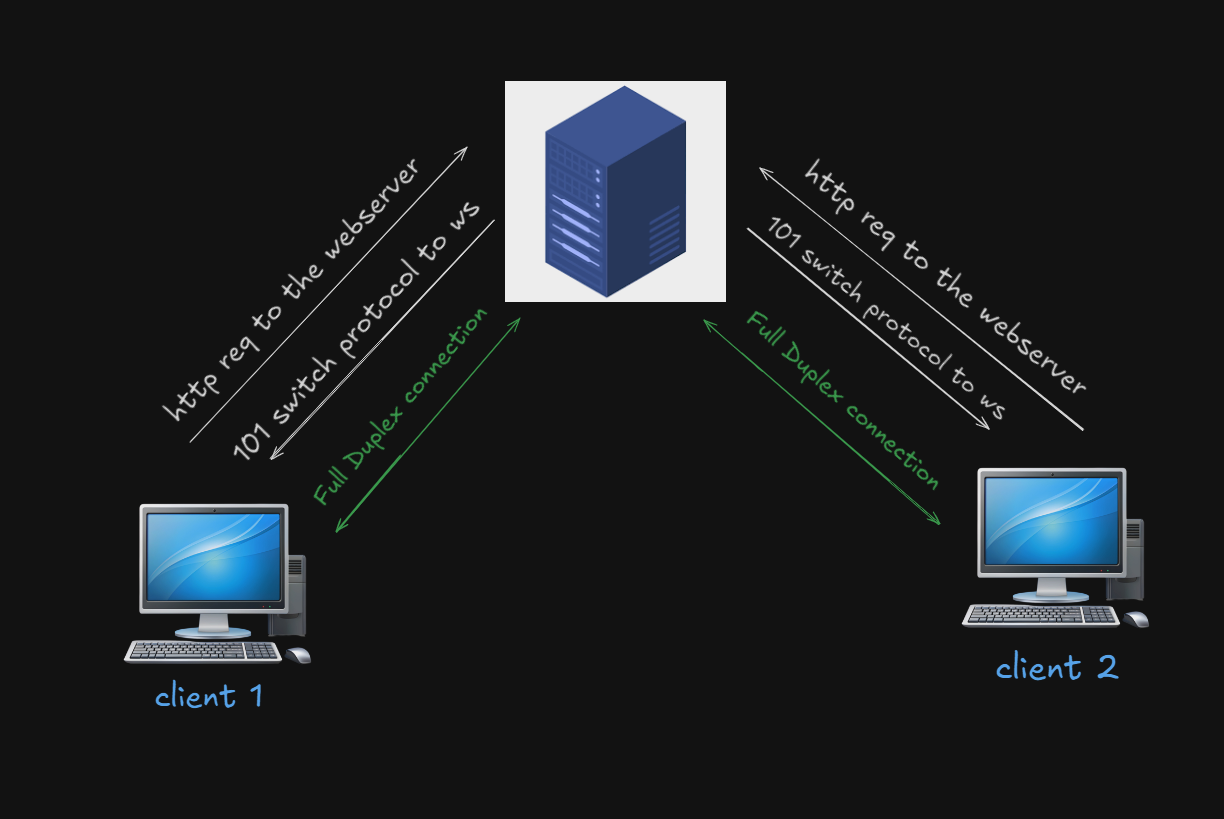 http req to the webserver
101 switch protocol to ws
Full Duplex connection
http req to the webserver
101 switch protocol to ws
Full Duplex connection
client 1
client 2